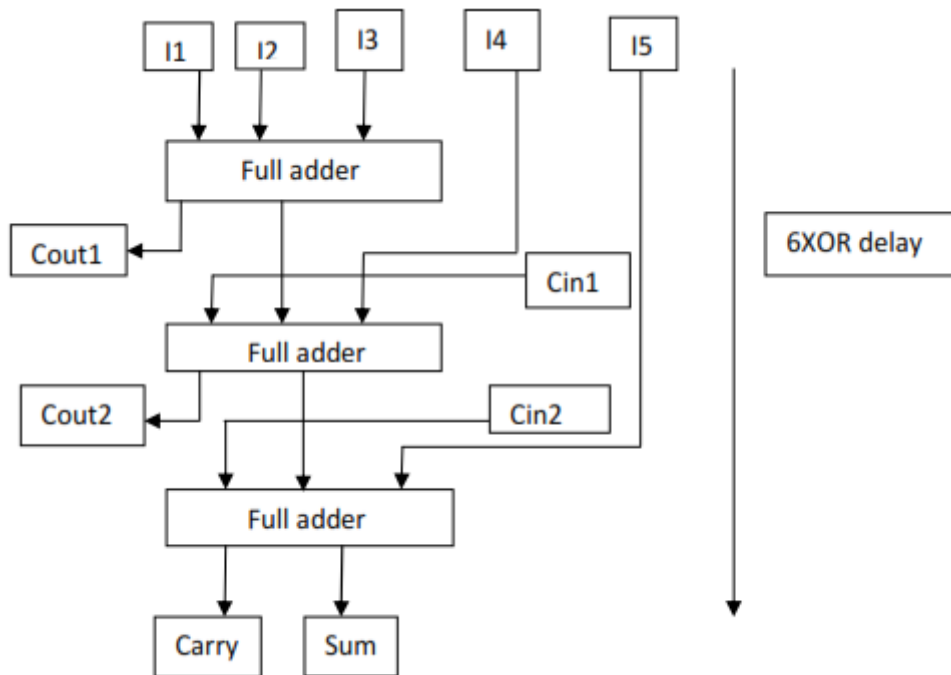 I1
I2
I3
I4
I5
Full adder
Cout1
6XOR delay
Cin1
Full adder
Cout2
Cin2
Full adder
Carry
Sum